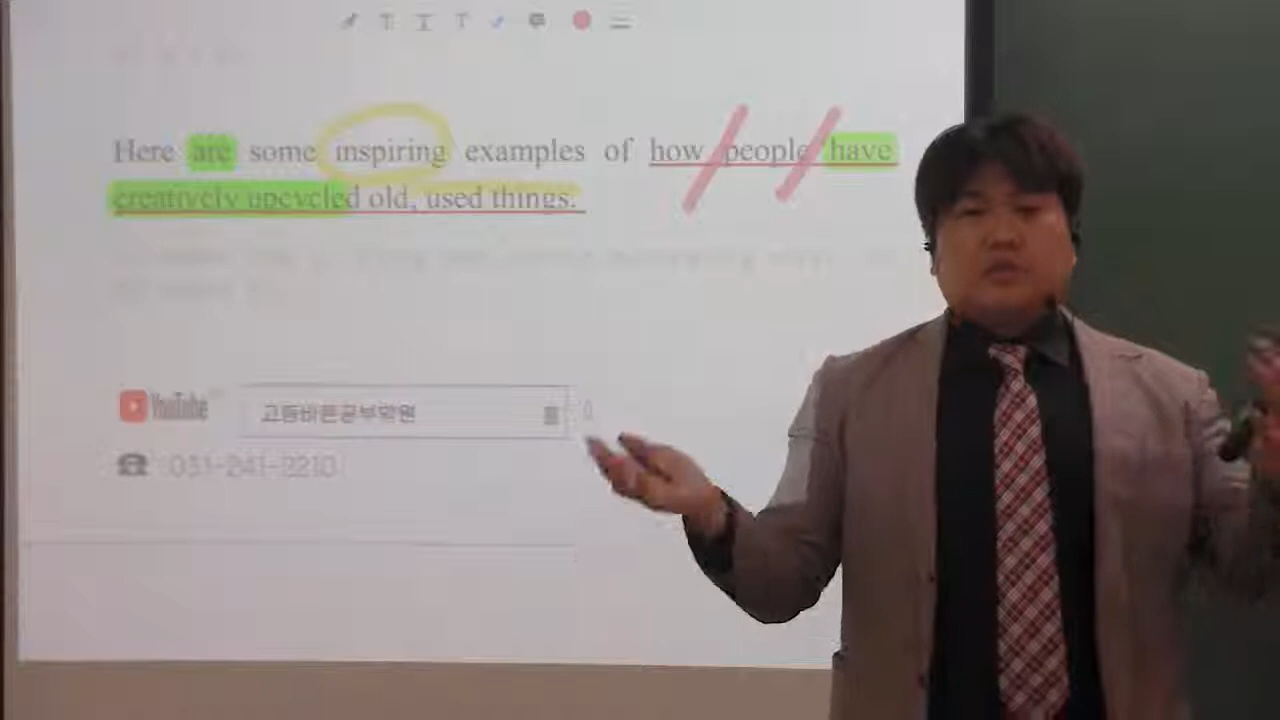 Here are some inspiring examples of how people have
creatively upcycled old, used things.
YouTube 고등바른공부학원
031-241-2210